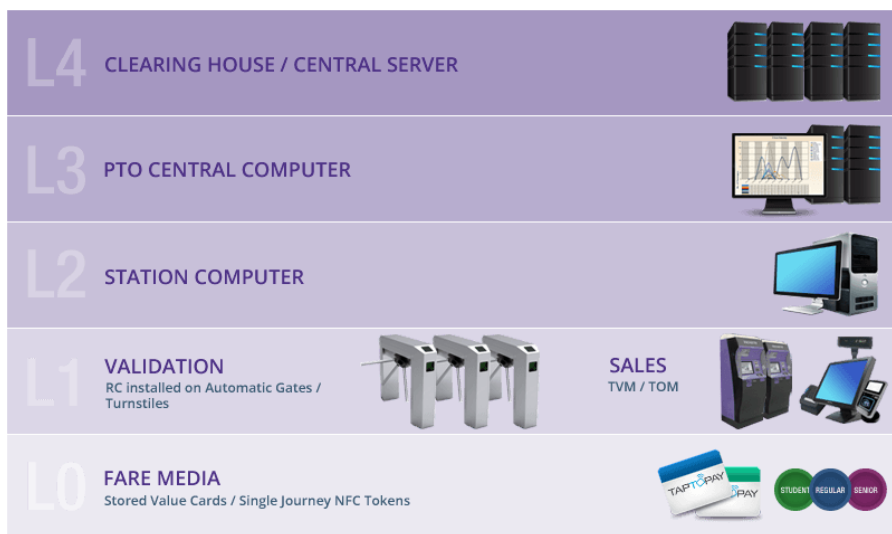 L4
CLEARING HOUSE / CENTRAL SERVER
L3
PTO CENTRAL COMPUTER
L2
STATION COMPUTER
L1
VALIDATION
RC installed on Automatic Gates /
Turnstiles
SALES
TVM / TOM
L0
FARE MEDIA
Stored Value Cards / Single Journey NFC Tokens
TAPTOPAY
PAY
STUDENT
REGULAR
SENIOR